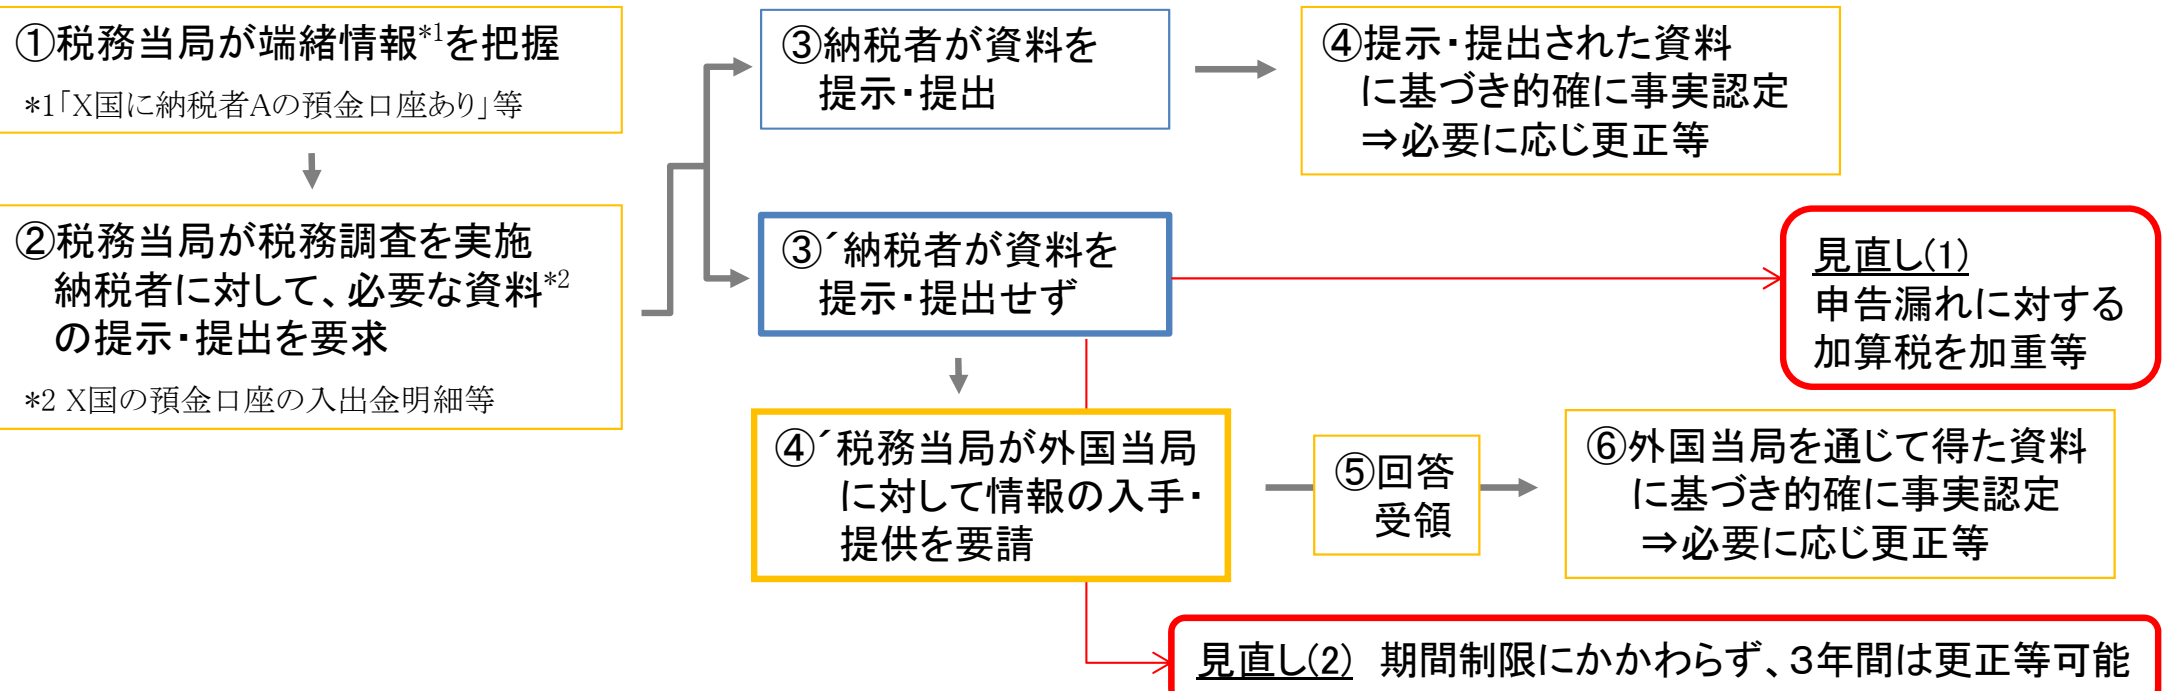 ①税務当局が端緒情報*1を把握
*1「X国に納税者Aの預金口座あり」等
②税務当局が税務調査を実施
納税者に対して、必要な資料*2
の提示・提出を要求
*2 X国の預金口座の入出金明細等
③納税者が資料を
提示・提出
④提示・提出された資料
に基づき的確に事実認定
⇒必要に応じ更正等
③´納税者が資料を
提示・提出せず
見直し(1)
申告漏れに対する
加算税を加重等
④´税務当局が外国当局
に対して情報の入手・
提供を要請
⑤回答
受領
⑥外国当局を通じて得た資料
に基づき的確に事実認定
⇒必要に応じ更正等
見直し(2) 期間制限にかかわらず、3年間は更正等可能